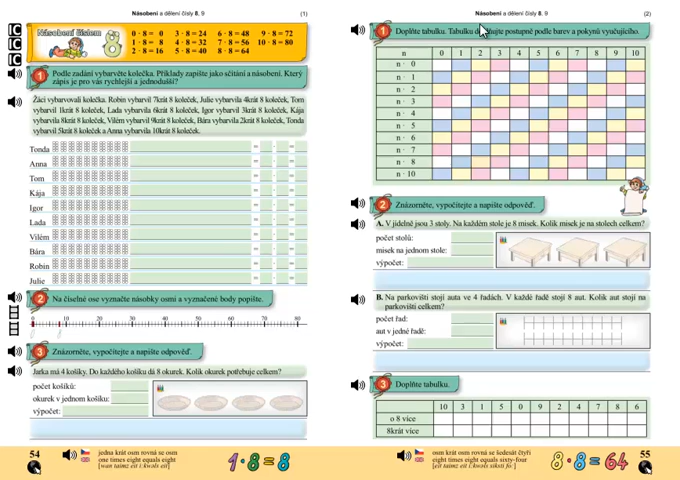 Násobení a dělení čísly 8, 9 (1)
Násobení číslem 8
0 · 8 = 0 3 · 8 = 24 6 · 8 = 48 9 · 8 = 72
1 · 8 = 8 4 · 8 = 32 7 · 8 = 56 10 · 8 = 80
2 · 8 = 16 5 · 8 = 40 8 · 8 = 64
1 Podle zadání vybarvěte kolečka. Příklady zapište jako sčítání a násobení. Který
zápis je pro vás rychlejší a jednodušší?
Žáci vybarvovali kolečka. Robin vybarvil 7krát 8 koleček, Julie vybarvila 4krát 8 koleček, Tom
vybarvil 1krát 8 koleček, Lada vybarvila 6krát 8 koleček, Igor vybarvil 3krát 8 koleček, Kája
vybarvila 8krát 8 koleček, Vilém vybarvil 9krát 8 koleček, Bára vybarvila 2krát 8 koleček, Tonda
vybarvil 5krát 8 koleček a Anna vybarvila 10krát 8 koleček.
Tonda = · =
Anna = · =
Tom = · =
Kája = · =
Igor = · =
Lada = · =
Vilém = · =
Bára = · =
Robin = · =
Julie = · =
2 Na číselné ose vyznačte násobky osmi a vyznačené body popište.
0 10 20 30 40 50 60 70 80
3 Znázorněte, vypočítejte a napište odpověď.
Jarka má 4 košíky. Do každého košíku dá 8 okurek. Kolik okurek potřebuje celkem?
počet košíků:
okurek v jednom košíku:
výpočet:
54
jedna krát osm rovná se osm
one times eight equals eight
1·8=8
Násobení a dělení čísly 8, 9 (2)
1 Doplňte tabulku. Tabulku postupně podle barev a pokynů vyučujícího.
n 0 1 2 3 4 5 6 7 8 9 10
n · 1
n · 2
n · 3
n · 4
n · 5
n · 6
n · 7
n · 8
n · 10
2 Znázorněte, vypočítejte a napište odpověď.
A. V jídelně jsou 3 stoly. Na každém stole je 8 misek. Kolik misek je na stolech celkem?
počet stolů:
misek na jednom stole:
výpočet:
B. Na parkovišti stojí auta ve 4 řadách. V každé řadě stojí 8 aut. Kolik aut stojí na
parkovišti celkem?
počet řad:
aut v jedné řadě:
výpočet:
3 Doplňte tabulku.
10 3 1 5 0 9 2 4 7 8 6
o 8 více
8krát více
osm krát osm rovná se šedesát čtyři
eight times eight equals sixty-four
8·8=64
55